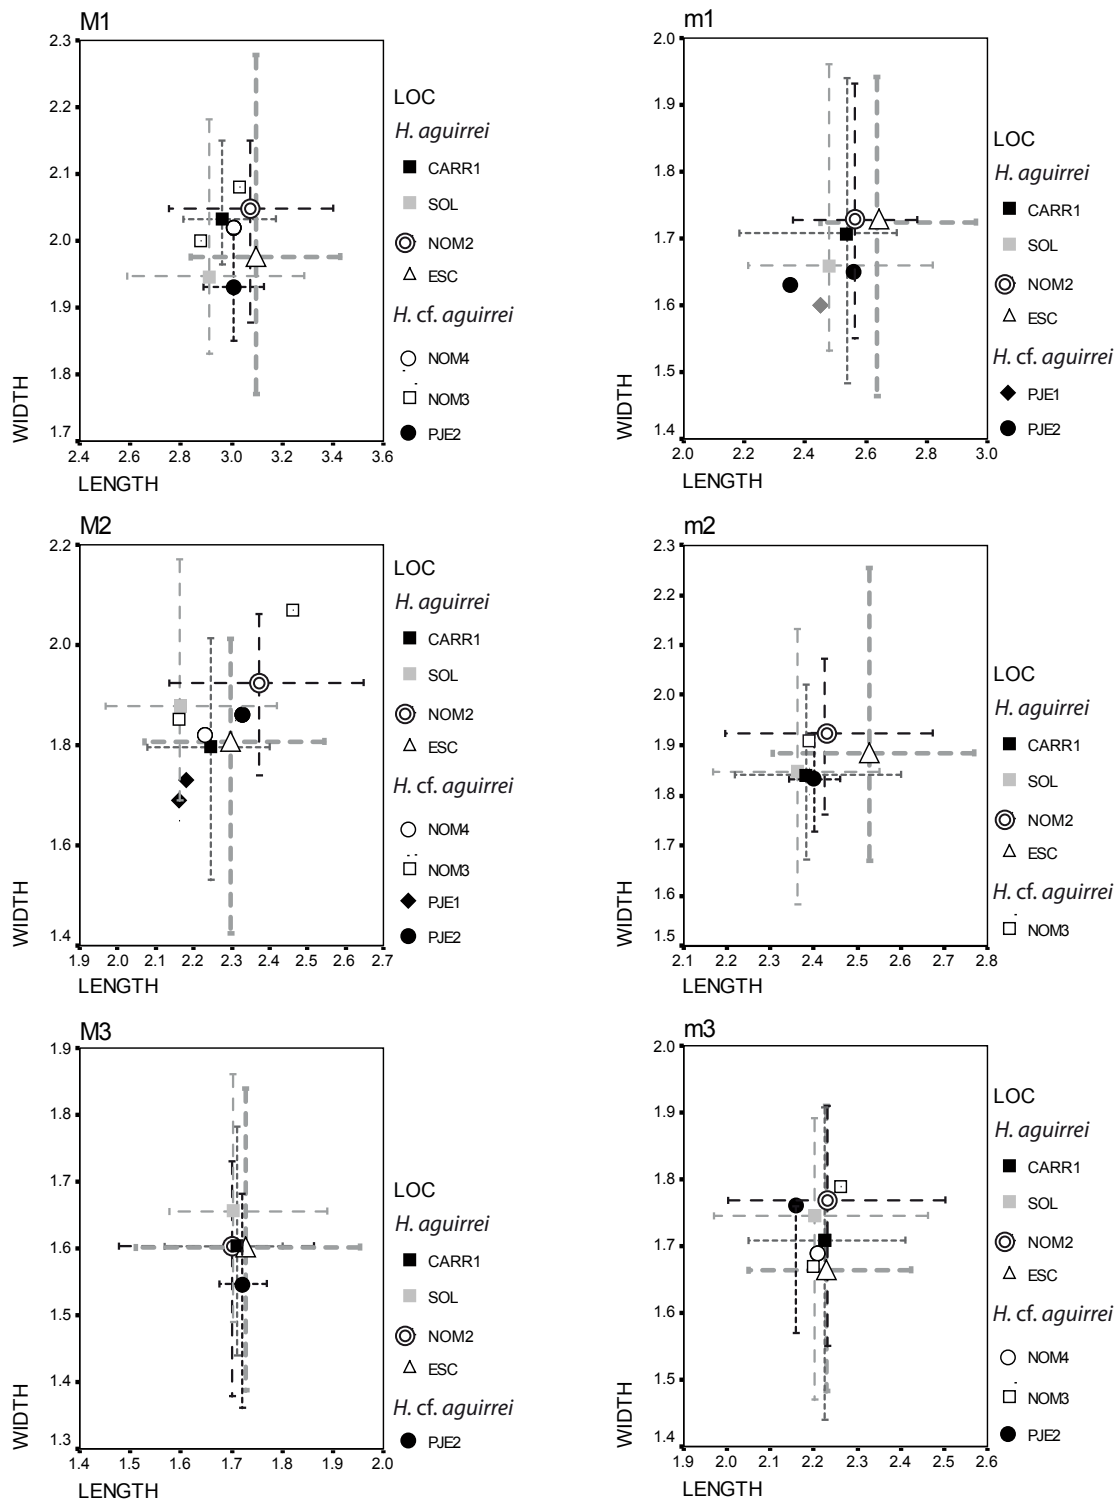 M1
2.3
2.2
2.1
2.0
1.9
1.8
1.7
WIDTH
2.4 2.6 2.8 3.0 3.2 3.4 3.6
LENGTH
LOC
H. aguirrei
CARR1
SOL
NOM2
ESC
H. cf. aguirrei
NOM4
NOM3
PJE2
m1
2.0
1.9
1.8
1.7
1.6
1.5
1.4
WIDTH
2.0 2.2 2.4 2.6 2.8 3.0
LENGTH
LOC
H. aguirrei
CARR1
SOL
NOM2
ESC
H. cf. aguirrei
PJE1
PJE2
M2
2.2
2.0
1.8
1.6
1.4
WIDTH
1.9 2.0 2.1 2.2 2.3 2.4 2.5 2.6 2.7
LENGTH
LOC
H. aguirrei
CARR1
SOL
NOM2
ESC
H. cf. aguirrei
NOM4
NOM3
PJE1
PJE2
m2
2.3
2.2
2.1
2.0
1.9
1.8
1.7
1.6
1.5
WIDTH
2.1 2.2 2.3 2.4 2.5 2.6 2.7 2.8
LENGTH
LOC
H. aguirrei
CARR1
SOL
NOM2
ESC
H. cf. aguirrei
NOM3
M3
1.9
1.8
1.7
1.6
1.5
1.4
1.3
WIDTH
1.4 1.5 1.6 1.7 1.8 1.9 2.0
LENGTH
LOC
H. aguirrei
CARR1
SOL
NOM2
ESC
H. cf. aguirrei
PJE2
m3
2.0
1.9
1.8
1.7
1.6
1.5
1.4
WIDTH
1.9 2.0 2.1 2.2 2.3 2.4 2.5 2.6
LENGTH
LOC
H. aguirrei
CARR1
SOL
NOM2
ESC
H. cf. aguirrei
NOM4
NOM3
PJE2